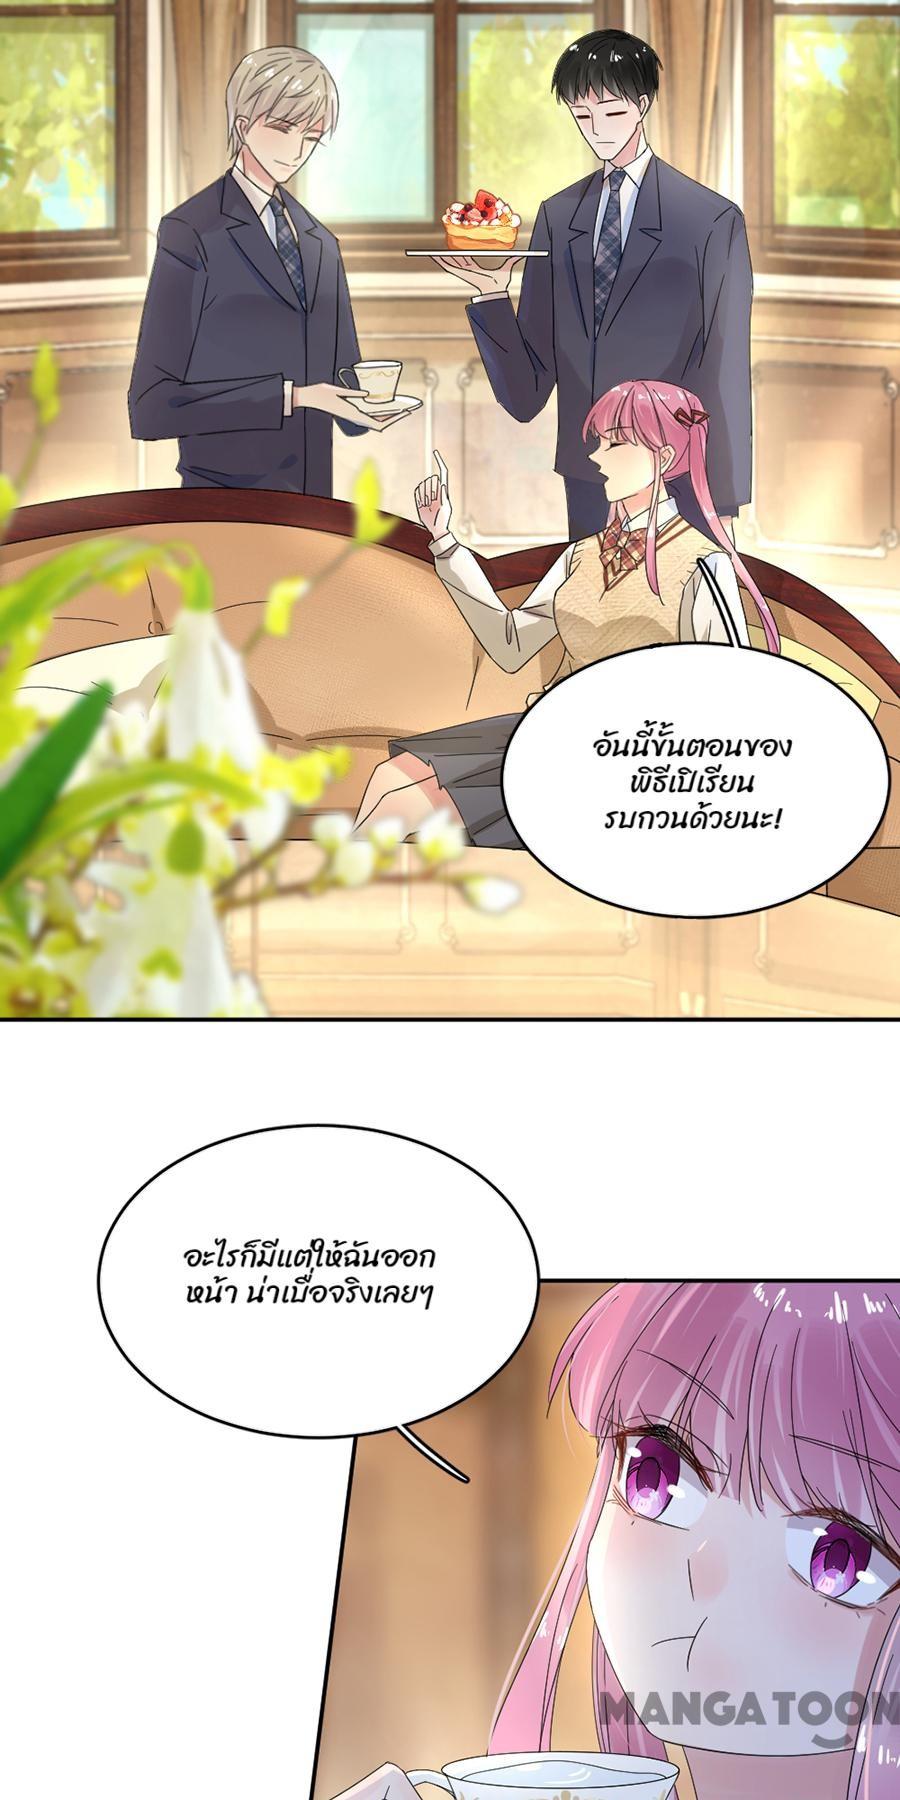 อันนี้ขั้นตอนของ
พิธีเปิเรียน
รบกวนด้วยนะ!
อะไรก็มีแต่ให้ฉันออก
หน้า น่าเบื่อจริงเลยๆ
MANGATOON